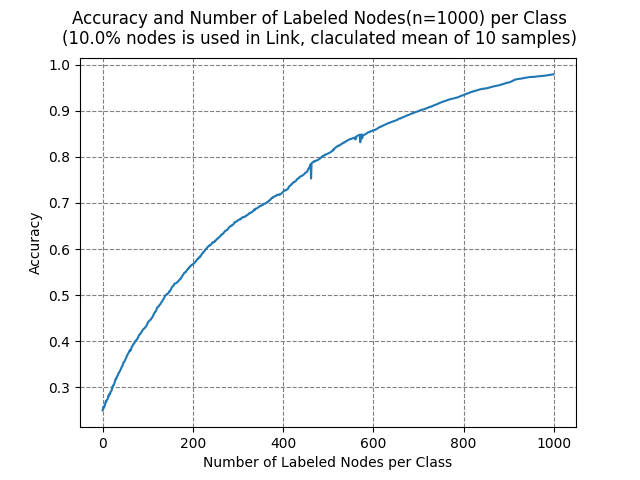 Accuracy and Number of Labeled Nodes(n=1000) per Class
(10.0% nodes is used in Link, claculated mean of 10 samples)
1.0
0.9
0.8
0.7
0.6
0.5
0.4
0.3
Accuracy
0 200 400 600 800 1000
Number of Labeled Nodes per Class